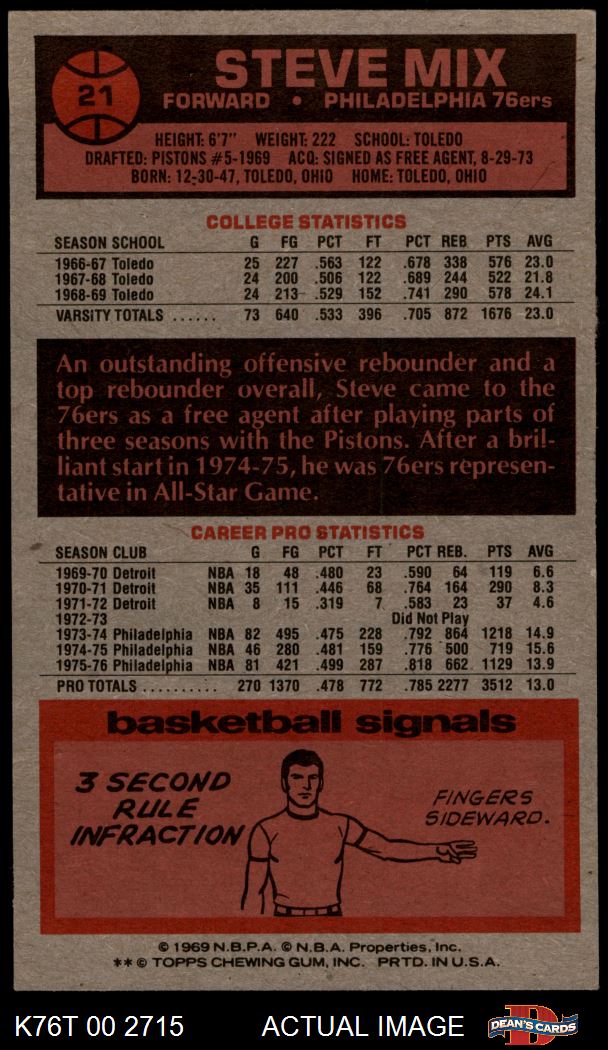 21
STEVE MIX
FORWARD • PHILADELPHIA 76ers
HEIGHT: 6'7" WEIGHT: 222 SCHOOL: TOLEDO
DRAFTED: PISTONS #5-1969 ACQ: SIGNED AS FREE AGENT, 8-29-73
BORN: 12-30-47, TOLEDO, OHIO HOME: TOLEDO, OHIO
COLLEGE STATISTICS
SEASON SCHOOL G FG PCT FT PCT REB PTS AVG
1966-67 Toledo 25 227 .563 122 .678 338 576 23.0
1967-68 Toledo 24 200 .506 122 .689 244 522 21.8
1968-69 Toledo 24 213 .529 152 .741 290 578 24.1
VARSITY TOTALS ...... 73 640 .533 396 .705 872 1676 23.0
An outstanding offensive rebounder and a
top rebounder overall, Steve came to the
76ers as a free agent after playing parts of
three seasons with the Pistons. After a bril-
liant start in 1974-75, he was 76ers represen-
tative in All-Star Game.
CAREER PRO STATISTICS
SEASON CLUB G FG PCT FT PCT REB. PTS AVG
1969-70 Detroit NBA 18 48 .480 23 .590 64 119 6.6
1970-71 Detroit NBA 35 111 .446 68 .764 164 290 8.3
1971-72 Detroit NBA 8 15 .319 7 .583 23 37 4.6
1972-73 Did Not Play
1973-74 Philadelphia NBA 82 495 .475 228 .792 864 1218 14.9
1974-75 Philadelphia NBA 46 280 .481 159 .776 500 719 15.6
1975-76 Philadelphia NBA 81 421 .499 287 .818 662 1129 13.9
PRO TOTALS .......... 270 1370 .478 772 .785 2277 3512 13.0
basketball signals
3 SECOND
RULE
INFRACTION
FINGERS
SIDEWARD.
© 1969 N.B.P.A. © N.B.A. Properties, Inc.
** © TOPPS CHEWING GUM, INC. PRTD. IN U.S.A.
K76T 00 2715 ACTUAL IMAGE
D
DEAN'S CARDS